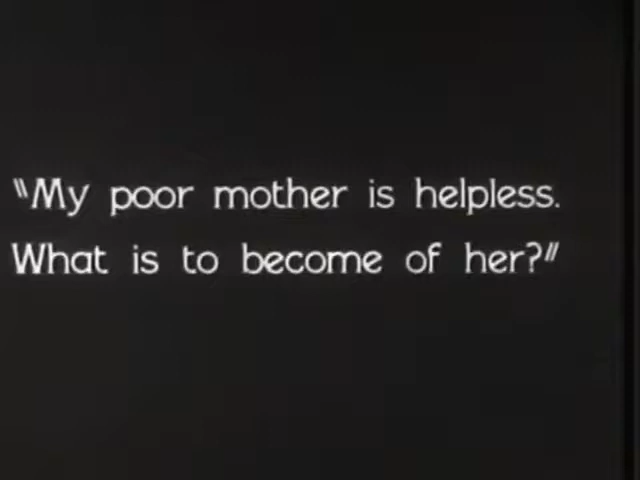 "My poor mother is helpless.
What is to become of her?"